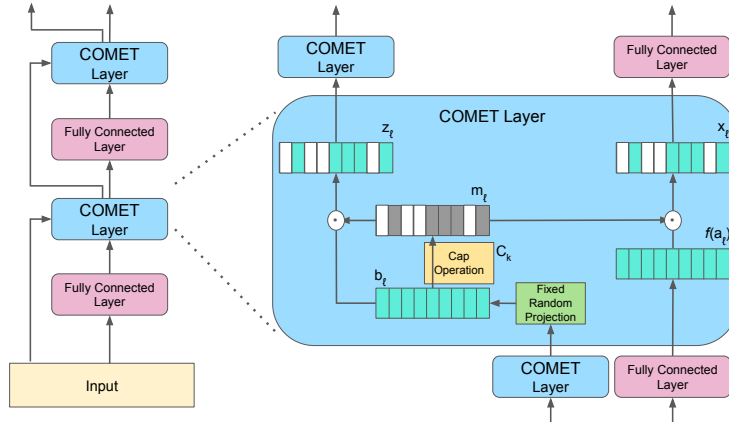 COMET
Layer
Fully Connected
Layer
COMET
Layer
Fully Connected
Layer
Input
COMET
Layer
Fully Connected
Layer
COMET Layer
z_ℓ
x_ℓ
m_ℓ
f(a_ℓ)
Cap
Operation
C_k
b_ℓ
Fixed
Random
Projection
COMET
Layer
Fully Connected
Layer